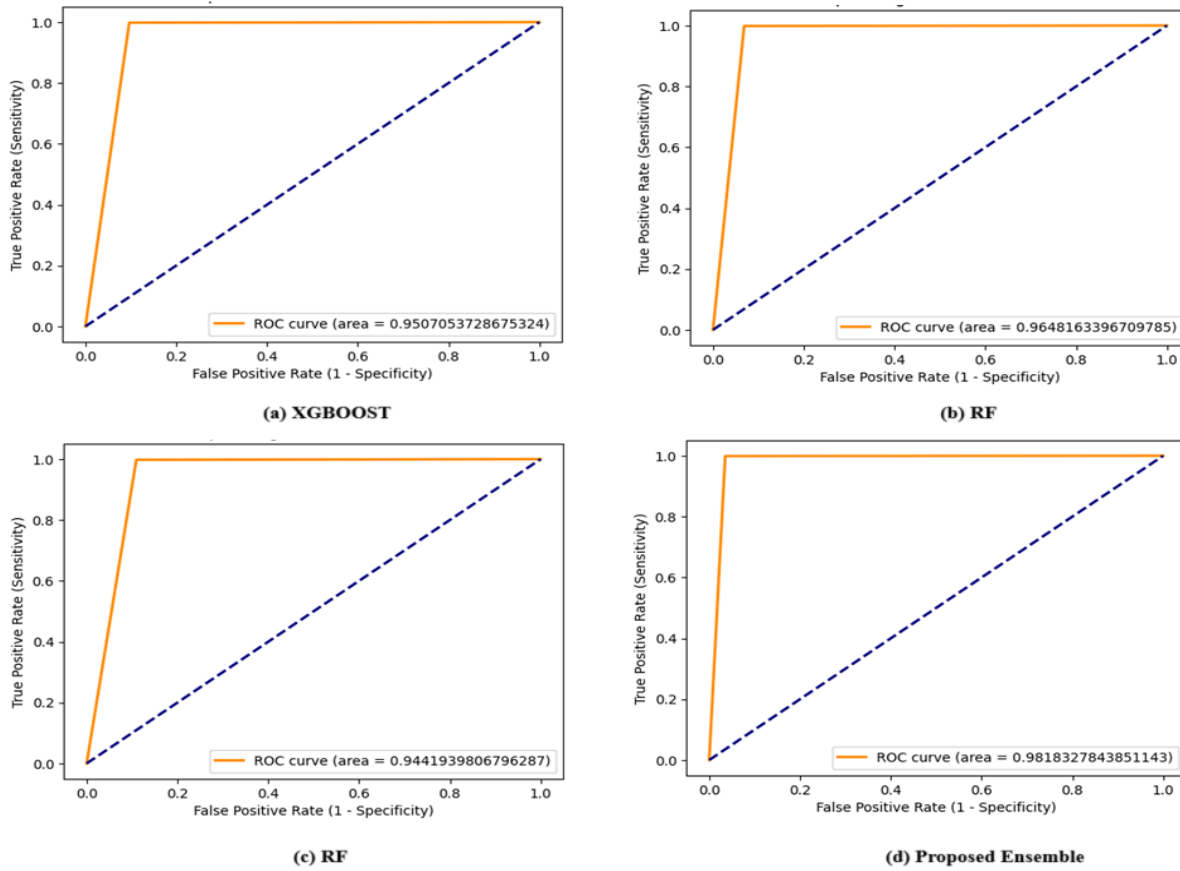 1.0
0.8
0.6
0.4
0.2
0.0
True Positive Rate (Sensitivity)
ROC curve (area = 0.9507053728675324)
0.0 0.2 0.4 0.6 0.8 1.0
False Positive Rate (1 - Specificity)
(a) XGBOOST
1.0
0.8
0.6
0.4
0.2
0.0
True Positive Rate (Sensitivity)
ROC curve (area = 0.9648163396709785)
0.0 0.2 0.4 0.6 0.8 1.0
False Positive Rate (1 - Specificity)
(b) RF
1.0
0.8
0.6
0.4
0.2
0.0
True Positive Rate (Sensitivity)
ROC curve (area = 0.9441939806796287)
0.0 0.2 0.4 0.6 0.8 1.0
False Positive Rate (1 - Specificity)
(c) RF
1.0
0.8
0.6
0.4
0.2
0.0
True Positive Rate (Sensitivity)
ROC curve (area = 0.9818327843851143)
0.0 0.2 0.4 0.6 0.8 1.0
False Positive Rate (1 - Specificity)
(d) Proposed Ensemble